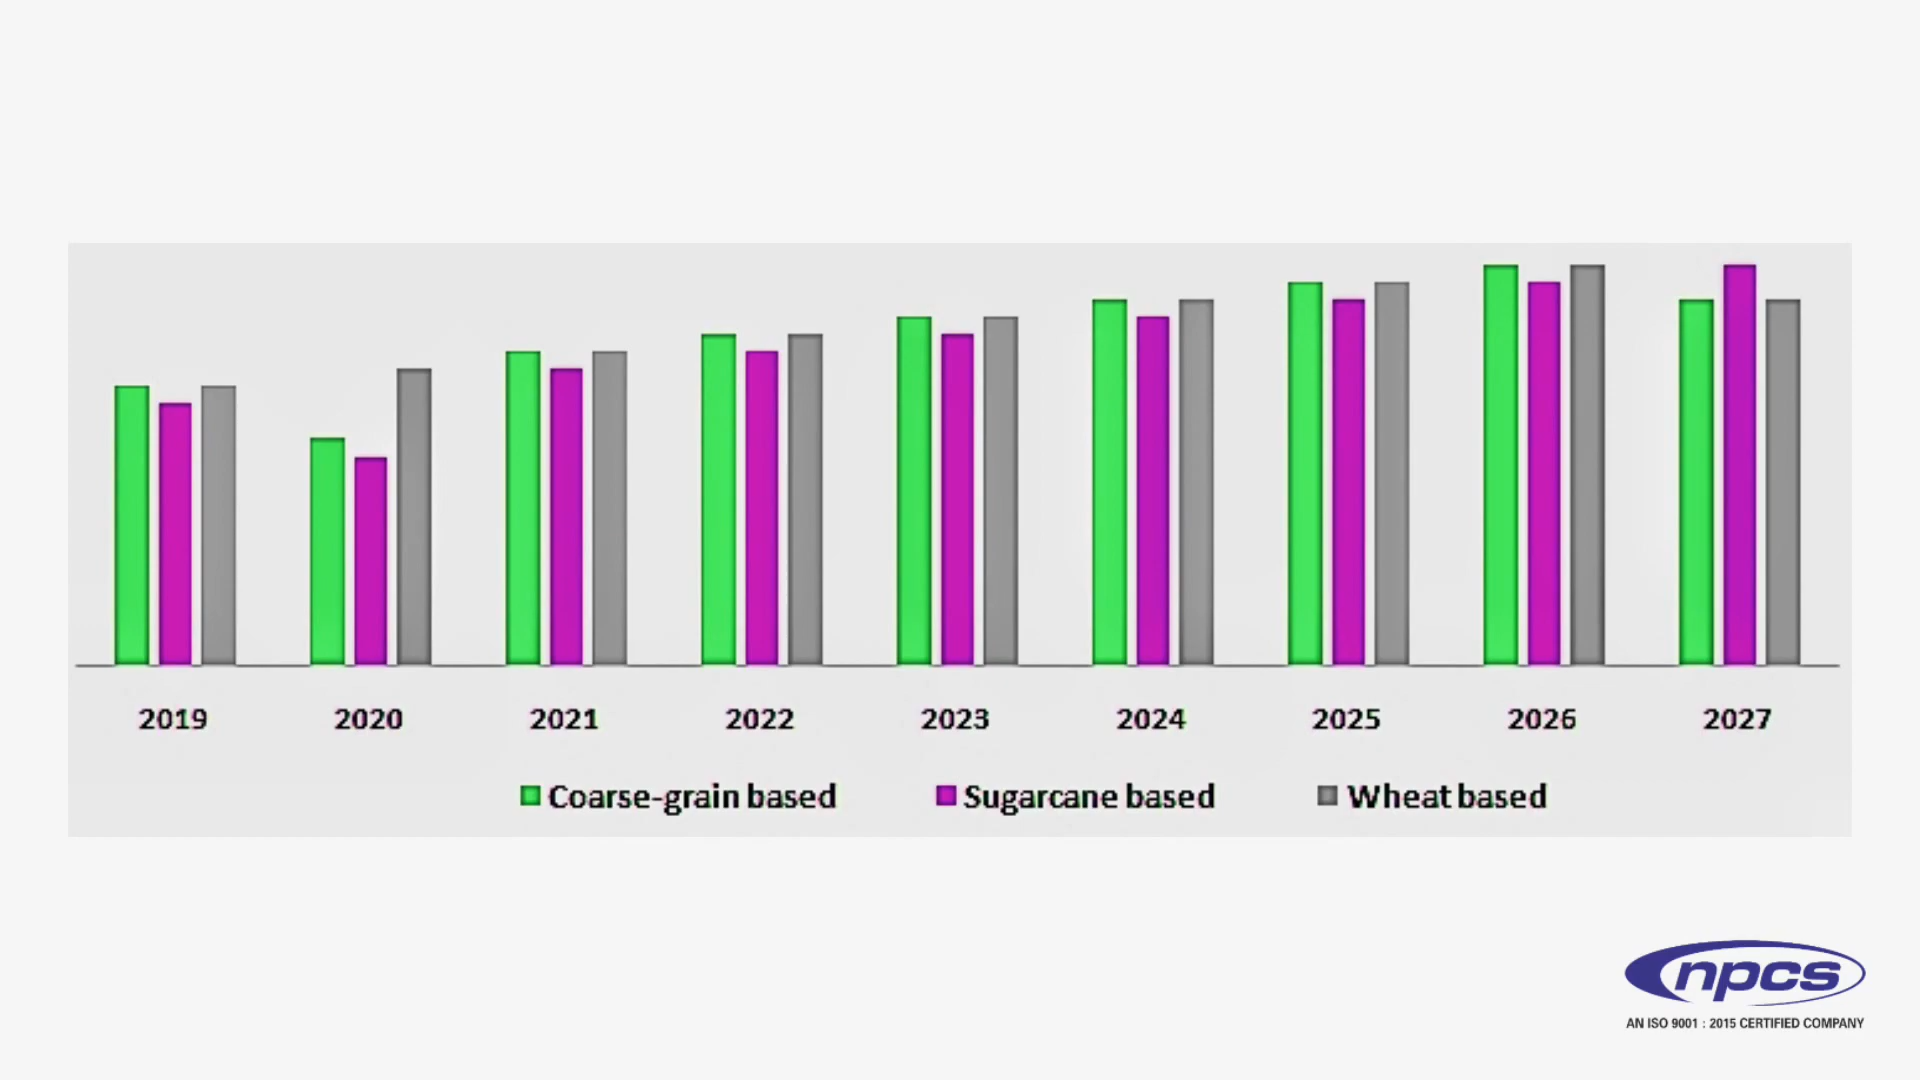 2019 2020 2021 2022 2023 2024 2025 2026 2027
Coarse-grain based Sugarcane based Wheat based
npcs
AN ISO 9001 : 2015 CERTIFIED COMPANY